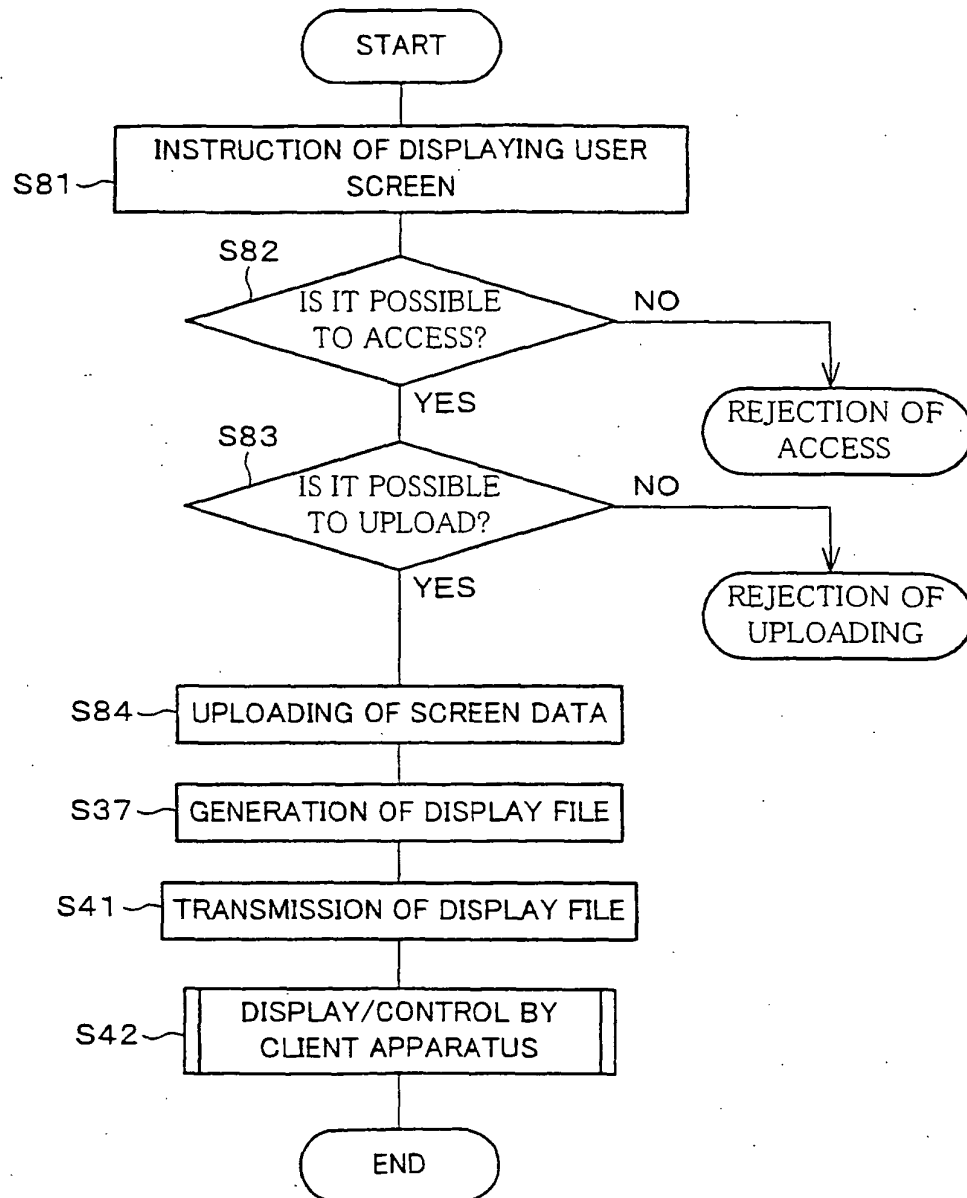 START
INSTRUCTION OF DISPLAYING USER
SCREEN
S81
S82
IS IT POSSIBLE
TO ACCESS?
NO
YES
REJECTION OF
ACCESS
S83
IS IT POSSIBLE
TO UPLOAD?
NO
YES
REJECTION OF
UPLOADING
S84
UPLOADING OF SCREEN DATA
S37
GENERATION OF DISPLAY FILE
S41
TRANSMISSION OF DISPLAY FILE
S42
DISPLAY/CONTROL BY
CLIENT APPARATUS
END